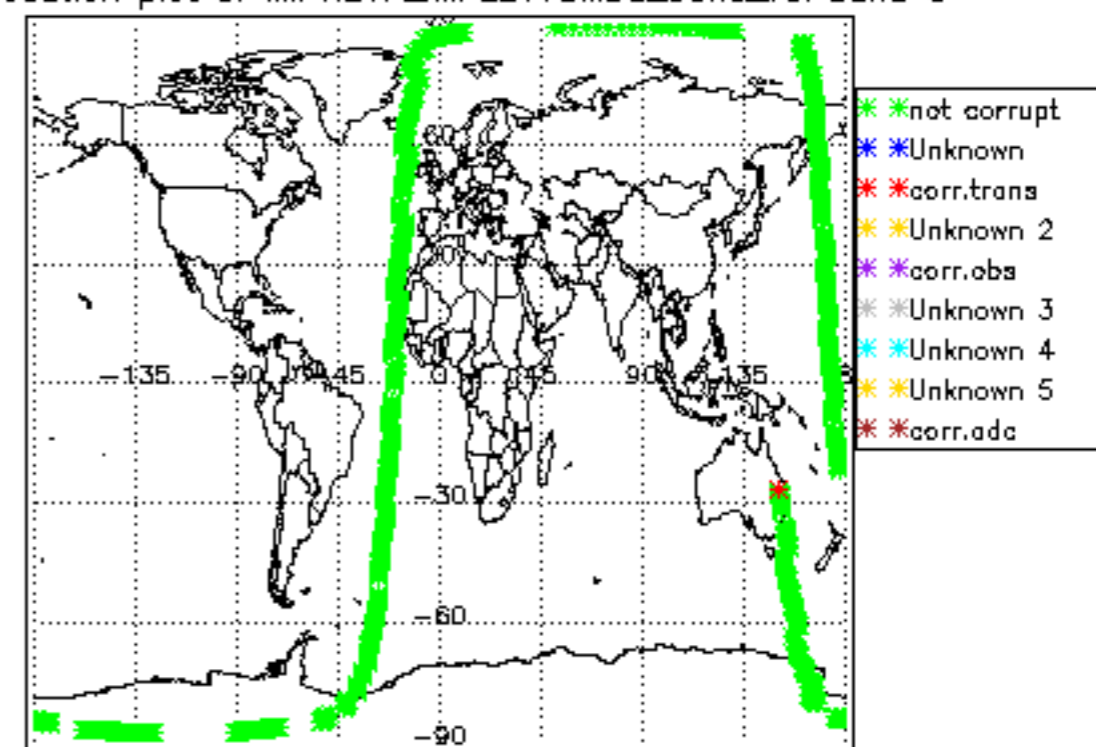 not corrupt
Unknown
corr.trans
Unknown 2
corr.obs
Unknown 3
Unknown 4
Unknown 5
corr.adc
60
-135 -90 -45 0 45 90 135
-30
-60
-90